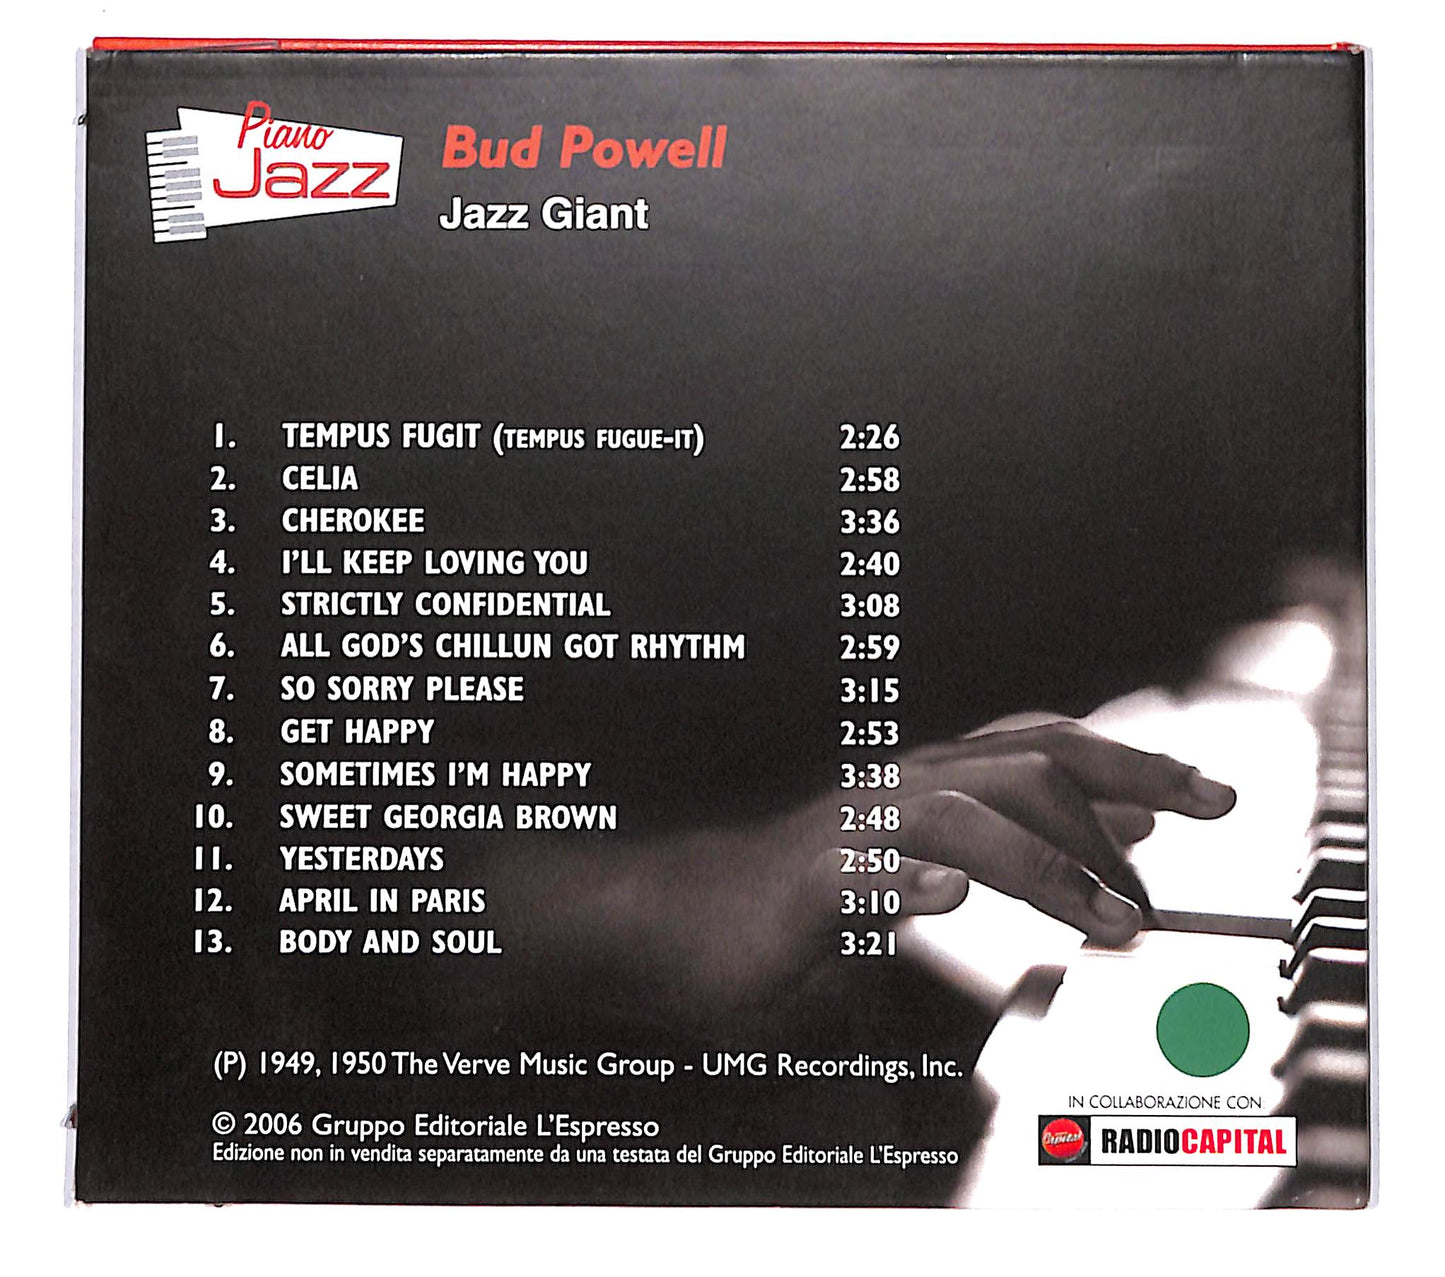 Piano
Jazz
Bud Powell
Jazz Giant
1. TEMPUS FUGIT (TEMPUS FUGUE-IT) 2:26
2. CELIA 2:58
3. CHEROKEE 3:36
4. I'LL KEEP LOVING YOU 2:40
5. STRICTLY CONFIDENTIAL 3:08
6. ALL GOD'S CHILLUN GOT RHYTHM 2:59
7. SO SORRY PLEASE 3:15
8. GET HAPPY 2:53
9. SOMETIMES I'M HAPPY 3:38
10. SWEET GEORGIA BROWN 2:48
11. YESTERDAYS 2:50
12. APRIL IN PARIS 3:10
13. BODY AND SOUL 3:21
(P) 1949, 1950 The Verve Music Group - UMG Recordings, Inc.
© 2006 Gruppo Editoriale L'Espresso
Edizione non in vendita separatamente da una testata del Gruppo Editoriale L'Espresso
IN COLLABORAZIONE CON
Capital RADIOCAPITAL